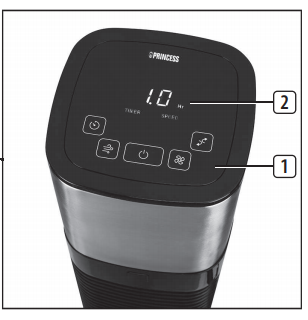 PRINCESS
1.0 Hr
TIMER SPEED
2
1